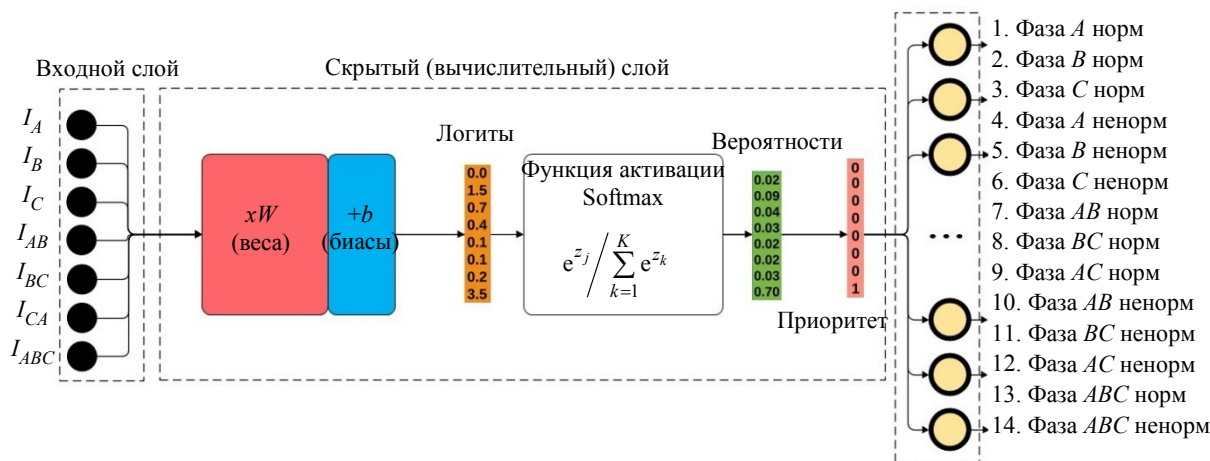 Входной слой
I_A
I_B
I_C
I_AB
I_BC
I_CA
I_ABC
Скрытый (вычислительный) слой
xW
(веса)
+b
(биасы)
Логиты
0.0
1.5
0.7
0.4
0.1
0.1
0.2
3.5
Функция активации
Softmax
e^{z_j} / ∑_{k=1}^{K} e^{z_k}
Вероятности
0.02
0.09
0.04
0.03
0.02
0.02
0.03
0.70
Приоритет
0
0
0
0
0
0
0
1
...
1. Фаза A норм
2. Фаза B норм
3. Фаза C норм
4. Фаза A ненорм
5. Фаза B ненорм
6. Фаза C ненорм
7. Фаза AB норм
8. Фаза BC норм
9. Фаза AC норм
10. Фаза AB ненорм
11. Фаза BC ненорм
12. Фаза AC ненорм
13. Фаза ABC норм
14. Фаза ABC ненорм